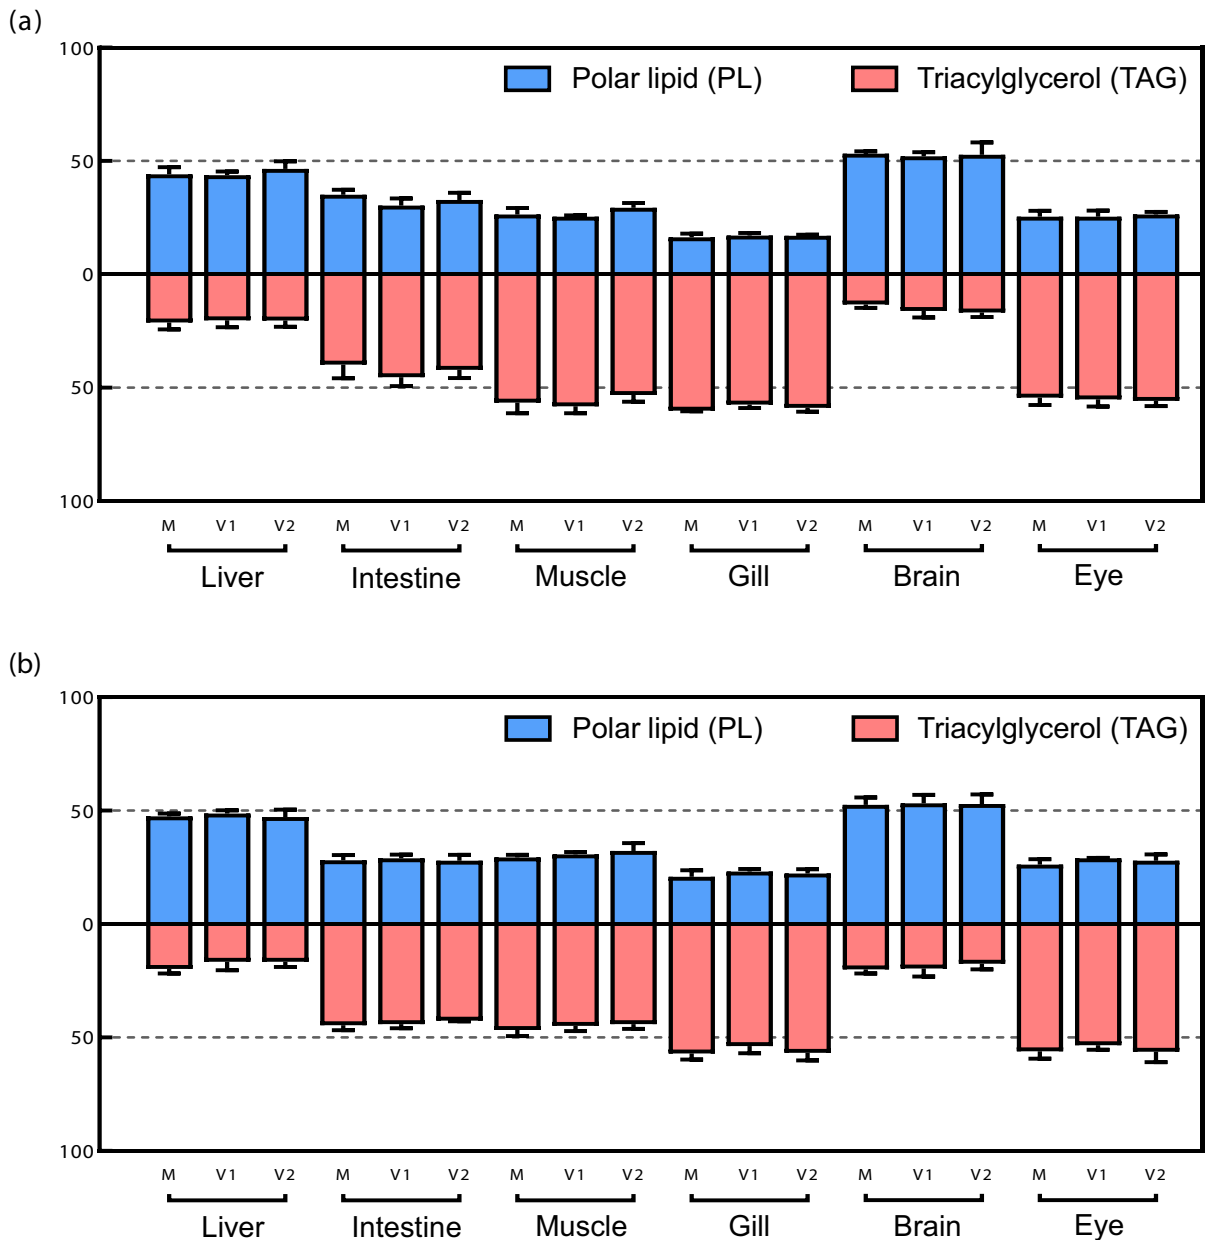 (a)
100
Polar lipid (PL) Triacylglycerol (TAG)
50
0
50
100
M V1 V2 M V1 V2 M V1 V2 M V1 V2 M V1 V2 M V1 V2
Liver Intestine Muscle Gill Brain Eye
(b)
100
Polar lipid (PL) Triacylglycerol (TAG)
50
0
50
100
M V1 V2 M V1 V2 M V1 V2 M V1 V2 M V1 V2 M V1 V2
Liver Intestine Muscle Gill Brain Eye